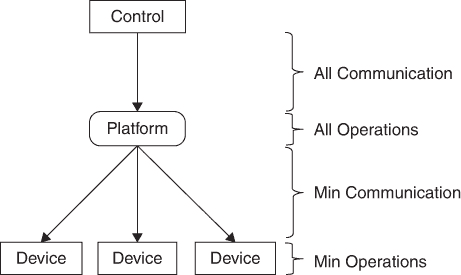 Control
All Communication
Platform
All Operations
Min Communication
Device Device Device
Min Operations